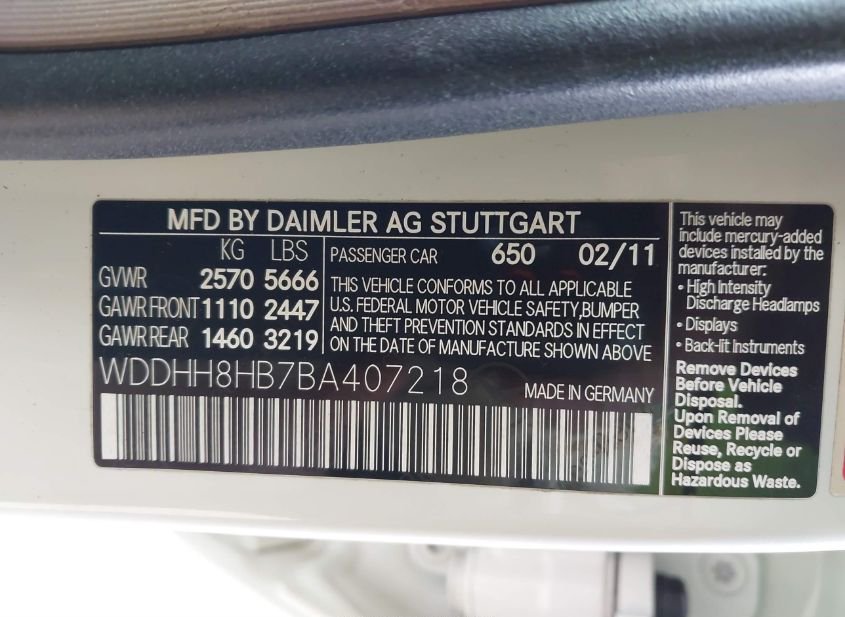 MFD BY DAIMLER AG STUTTGART
KG LBS
GVWR 2570 5666
GAWR FRONT 1110 2447
GAWR REAR 1460 3219
PASSENGER CAR 650 02/11
THIS VEHICLE CONFORMS TO ALL APPLICABLE
U.S. FEDERAL MOTOR VEHICLE SAFETY,BUMPER
AND THEFT PREVENTION STANDARDS IN EFFECT
ON THE DATE OF MANUFACTURE SHOWN ABOVE
WDDHH8HB7BA407218
MADE IN GERMANY
This vehicle may
include mercury-added
devices installed by the
manufacturer:
• High Intensity
Discharge Headlamps
• Displays
• Back-lit Instruments
Remove Devices
Before Vehicle
Disposal.
Upon Removal of
Devices Please
Reuse, Recycle or
Dispose as
Hazardous Waste.